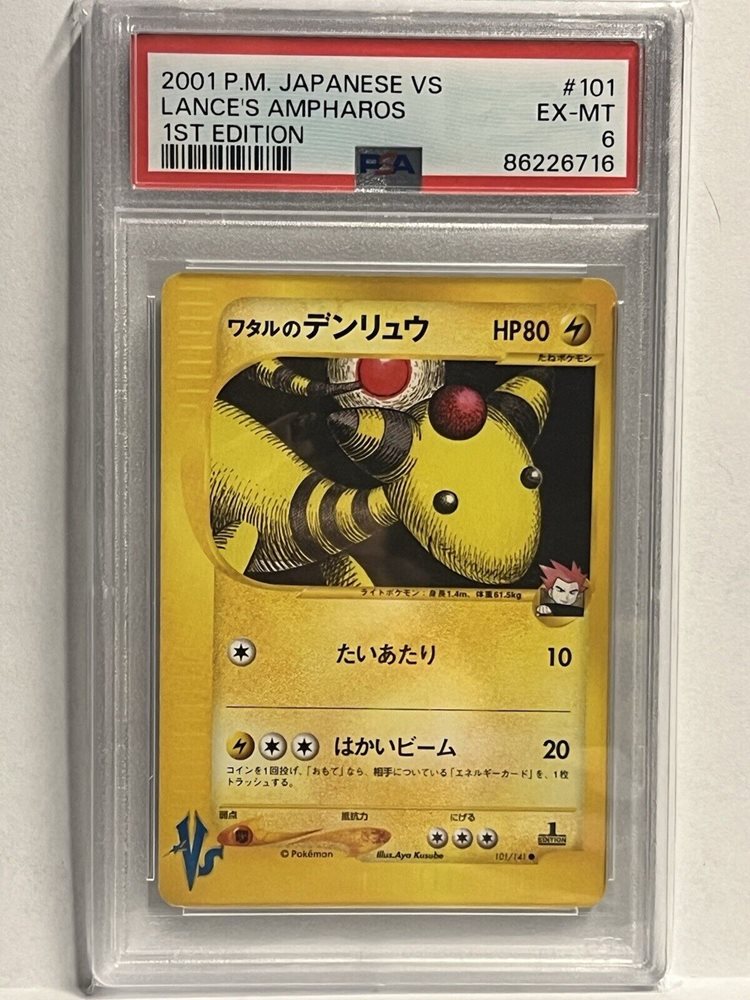 2001 P.M. JAPANESE VS #101
LANCE'S AMPHAROS EX-MT
1ST EDITION 6
PSA 86226716
ワタルのデンリュウ HP80
たねポケモン
ライトポケモン：身長1.4m、体重61.5kg
たいあたり 10
はかいビーム 20
コインを1回投げ、「おもて」なら、相手についている「エネルギーカード」を、1枚
トラッシュする。
弱点 抵抗力 にげる
1
EDITION
VS © Pokémon Illus.Aya Kusube 101/141